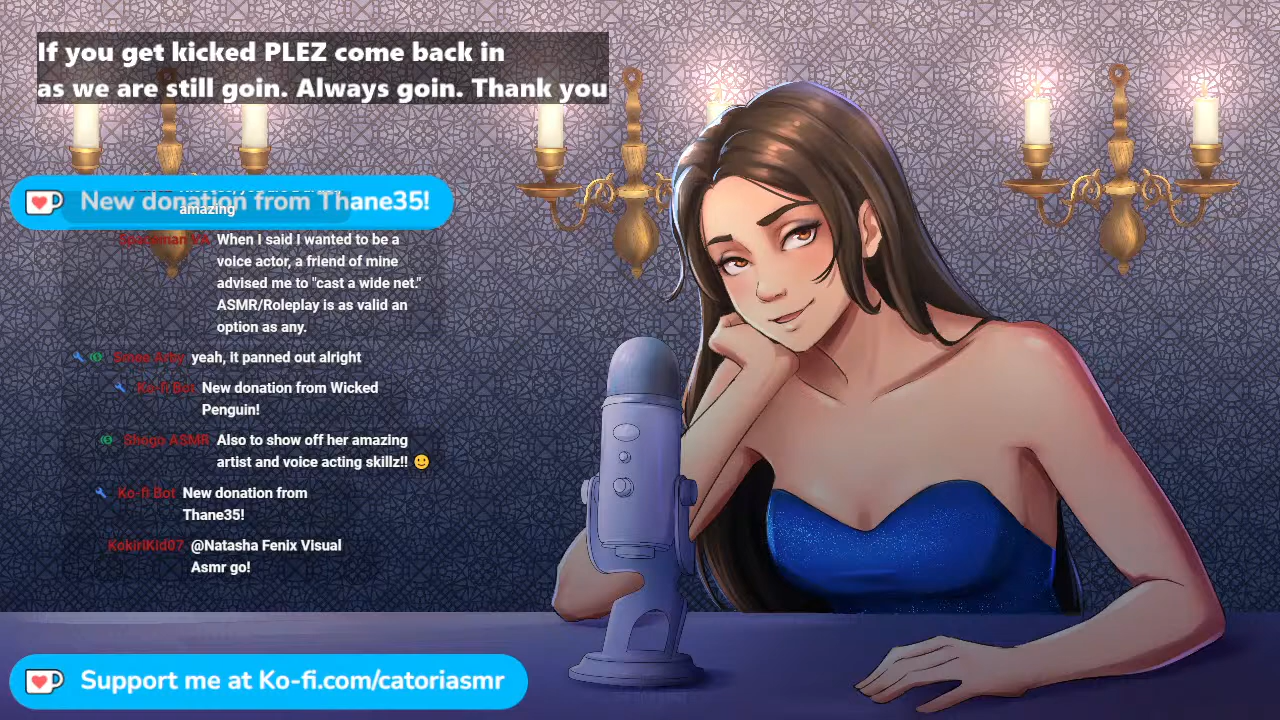 If you get kicked PLEZ come back in
as we are still goin. Always goin. Thank you
New donation from Thane35!
amazing
When I said I wanted to be a
voice actor, a friend of mine
advised me to "cast a wide net."
ASMR/Roleplay is as valid an
option as any.
yeah, it panned out alright
Ko-fi Bot New donation from Wicked
Penguin!
Shogo ASMR Also to show off her amazing
artist and voice acting skillz!! 🙂
Ko-fi Bot New donation from
Thane35!
KokiriKid07 @Natasha Fenix Visual
Asmr go!
Support me at Ko-fi.com/catoriasmr